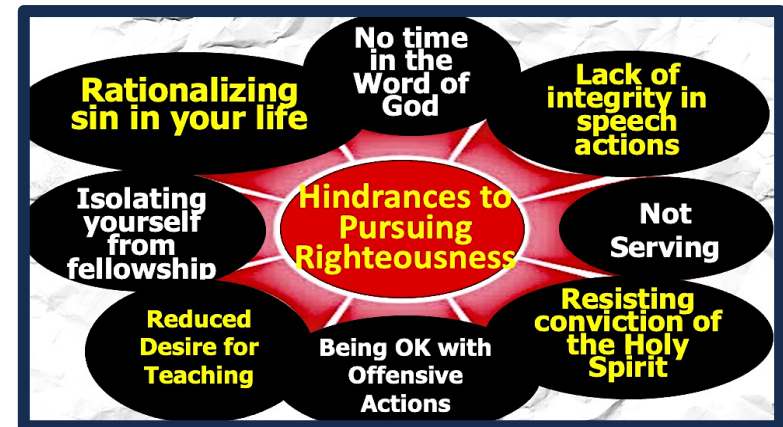 No time
in the
Word of
God
Rationalizing
sin in your life
Lack of
integrity in
speech
actions
Isolating
yourself
from
fellowship
Hindrances to
Pursuing
Righteousness
Not
Serving
Reduced
Desire for
Teaching
Being OK with
Offensive
Actions
Resisting
conviction of
the Holy
Spirit